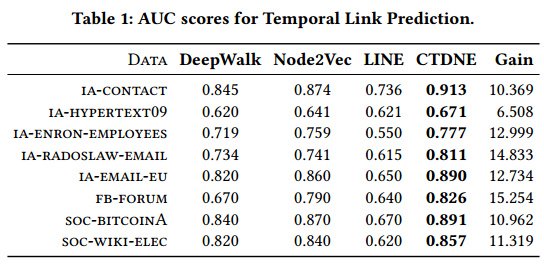 Table 1: AUC scores for Temporal Link Prediction.
DATA DeepWalk Node2Vec LINE CTDNE Gain
IA-CONTACT 0.845 0.874 0.736 0.913 10.369
IA-HYPERTEXT09 0.620 0.641 0.621 0.671 6.508
IA-ENRON-EMPLOYEES 0.719 0.759 0.550 0.777 12.999
IA-RADOSLAW-EMAIL 0.734 0.741 0.615 0.811 14.833
IA-EMAIL-EU 0.820 0.860 0.650 0.890 12.734
FB-FORUM 0.670 0.790 0.640 0.826 15.254
SOC-BITCOINA 0.840 0.870 0.670 0.891 10.962
SOC-WIKI-ELEC 0.820 0.840 0.620 0.857 11.319